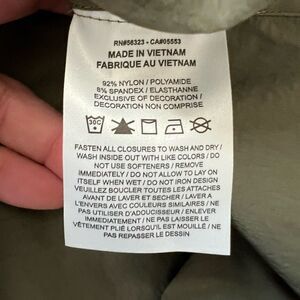 RN#56323 - CA#05553
MADE IN VIETNAM
FABRIQUE AU VIETNAM
92% NYLON / POLYAMIDE
8% SPANDEX / ELASTHANNE
EXCLUSIVE OF DECORATION /
DECORATION NON COMPRISE
30C
FASTEN ALL CLOSURES TO WASH AND DRY /
WASH INSIDE OUT WITH LIKE COLORS / DO
NOT USE SOFTENERS / REMOVE
IMMEDIATELY / DO NOT ALLOW TO LAY ON
ITSELF WHEN WET / DO NOT IRON DESIGN
VEUILLEZ BOUCLER TOUTES LES ATTACHES
AVANT DE LAVER ET SECHER / LAVER A
L'ENVERS AVEC COULEURS SIMILAIRES / NE
PAS UTILISER D'ADOUCISSEUR / ENLEVER
IMMÉDIATEMENT / NE PAS LAISSER LE
VÊTEMENT PLIÉ LORSQU'IL EST MOUILLÉ / NE
PAS REPASSER LE DESSIN